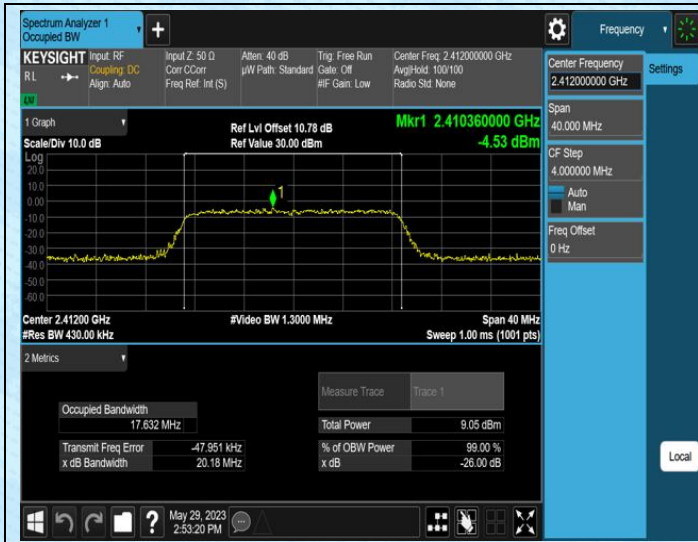 Spectrum Analyzer 1
Occupied BW
Frequency
KEYSIGHT
RL
LXI
Input: RF
Coupling: DC
Align: Auto
Input Z: 50 Ω
Corr CCorr
Freq Ref: Int (S)
Atten: 40 dB
µW Path: Standard
Trig: Free Run
Gate: Off
#IF Gain: Low
Center Freq: 2.412000000 GHz
Avg|Hold: 100/100
Radio Std: None
Center Frequency
2.412000000 GHz
Settings
Span
40.000 MHz
CF Step
4.000000 MHz
Auto
Man
Freq Offset
0 Hz
Local
1 Graph
Scale/Div 10.0 dB
Ref Lvl Offset 10.78 dB
Ref Value 30.00 dBm
Mkr1 2.410360000 GHz
-4.53 dBm
Log
20.0
10.0
0.00
-10.0
-20.0
-30.0
-40.0
-50.0
-60.0
1
Center 2.41200 GHz
#Res BW 430.00 kHz
#Video BW 1.3000 MHz
Span 40 MHz
Sweep 1.00 ms (1001 pts)
2 Metrics
Measure Trace Trace 1
Occupied Bandwidth
17.632 MHz
Total Power 9.05 dBm
Transmit Freq Error -47.951 kHz
% of OBW Power 99.00 %
x dB Bandwidth 20.18 MHz
x dB -26.00 dB
May 29, 2023
2:53:20 PM